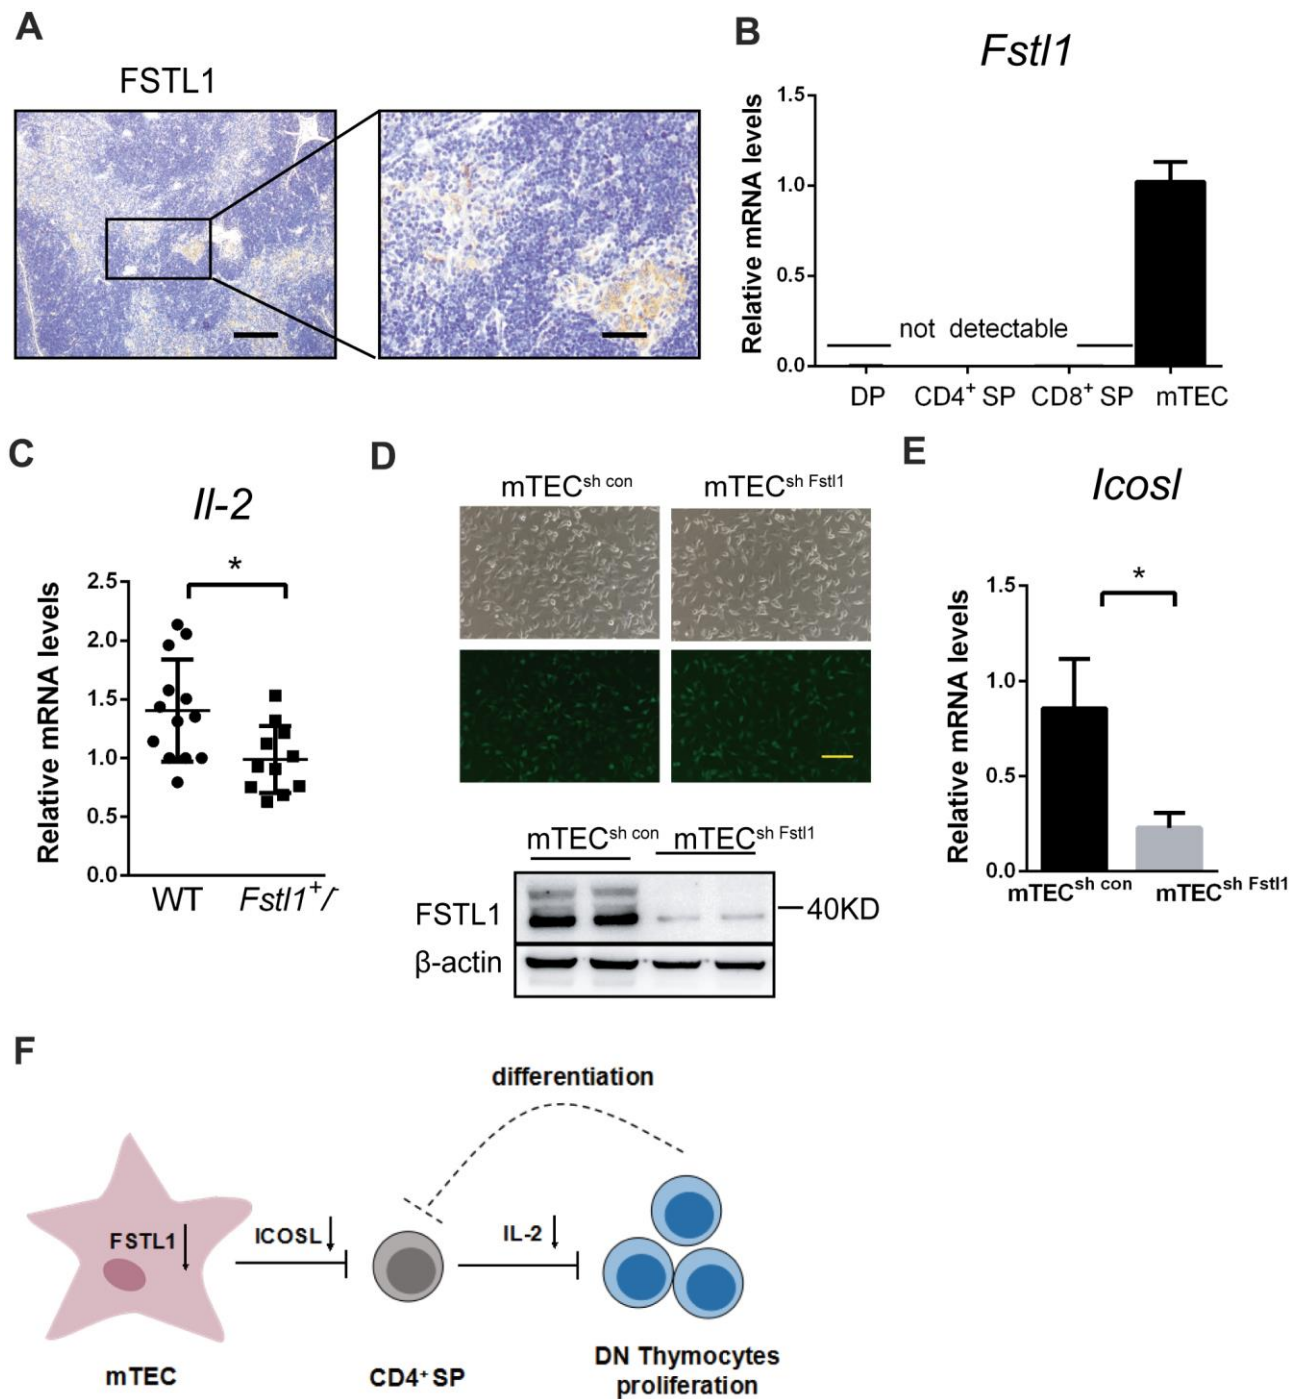 A
FSTL1
B
Fstl1
Relative mRNA levels
1.5
1.0
0.5
0.0
not detectable
DP CD4⁺ SP CD8⁺ SP mTEC
C
Il-2
*
Relative mRNA levels
2.5
2.0
1.5
1.0
0.5
0.0
WT Fstl1⁺/⁻
D
mTECˢʰ ᶜᵒⁿ mTECˢʰ ᶠˢᵗˡ¹
mTECˢʰ ᶜᵒⁿ mTECˢʰ ᶠˢᵗˡ¹
FSTL1
40KD
β-actin
E
Icosl
*
Relative mRNA levels
1.5
1.0
0.5
0.0
mTECˢʰ ᶜᵒⁿ mTECˢʰ ᶠˢᵗˡ¹
F
differentiation
FSTL1
ICOSL
IL-2
mTEC
CD4⁺ SP
DN Thymocytes
proliferation